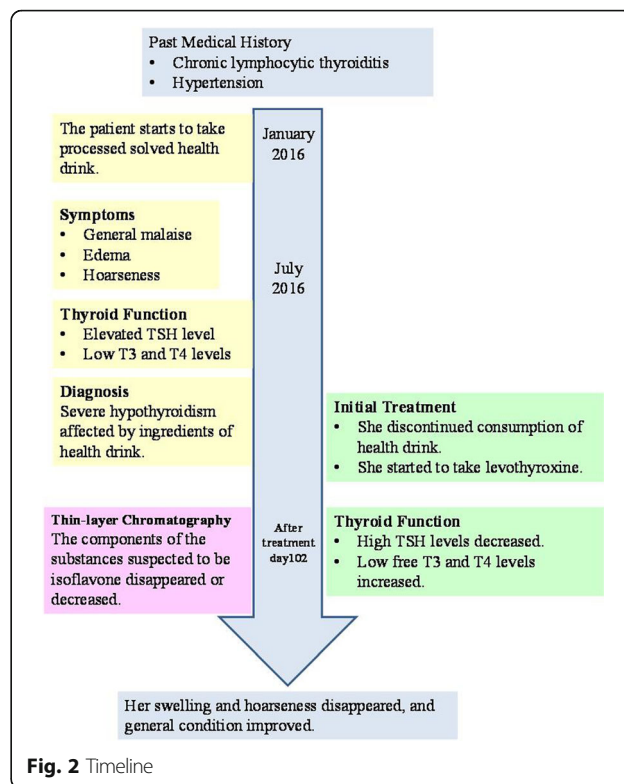 Past Medical History
• Chronic lymphocytic thyroiditis
• Hypertension
The patient starts to take
processed solved health
drink.
January
2016
Symptoms
• General malaise
• Edema
• Hoarseness
July
2016
Thyroid Function
• Elevated TSH level
• Low T3 and T4 levels
Diagnosis
Severe hypothyroidism
affected by ingredients of
health drink.
Initial Treatment
• She discontinued consumption of
health drink.
• She started to take levothyroxine.
Thin-layer Chromatography
The components of the
substances suspected to be
isoflavone disappeared or
decreased.
After
treatment
day102
Thyroid Function
• High TSH levels decreased.
• Low free T3 and T4 levels
increased.
Her swelling and hoarseness disappeared, and
general condition improved.
Fig. 2 Timeline